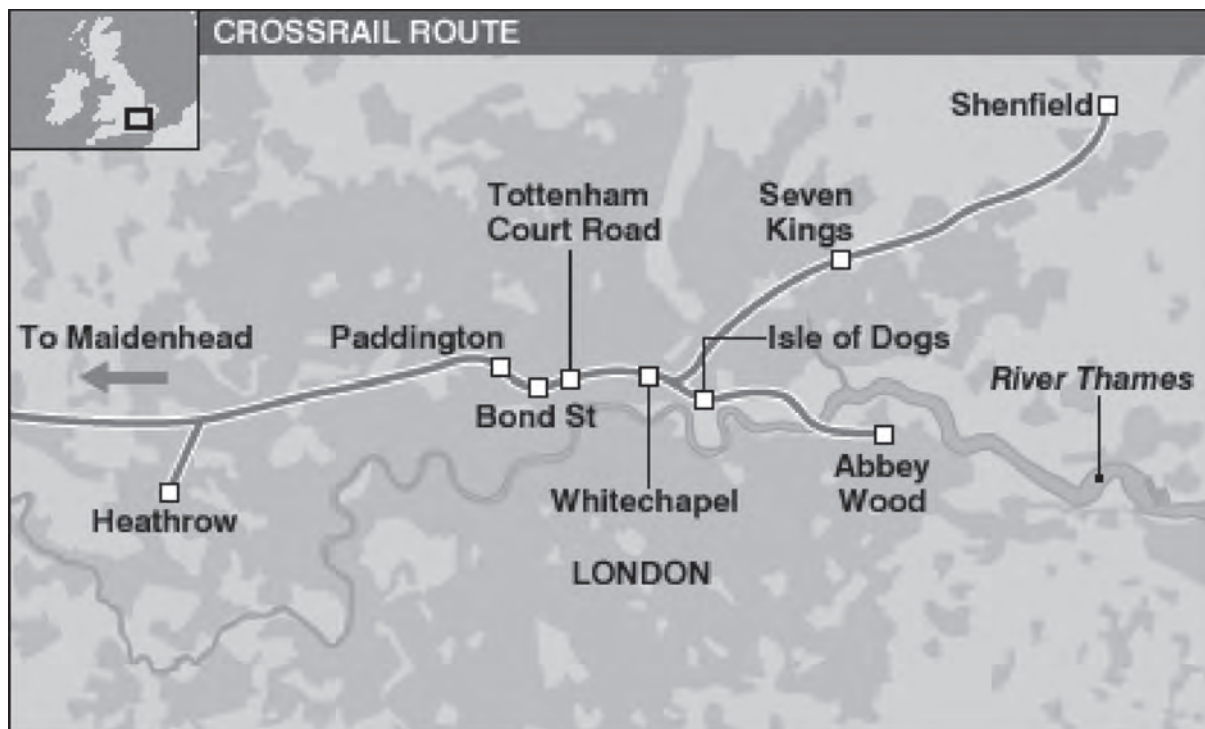 CROSSRAIL ROUTE
Shenfield
Tottenham
Court Road
Seven
Kings
To Maidenhead
Paddington
Isle of Dogs
River Thames
Bond St
Whitechapel
Abbey
Wood
Heathrow
LONDON